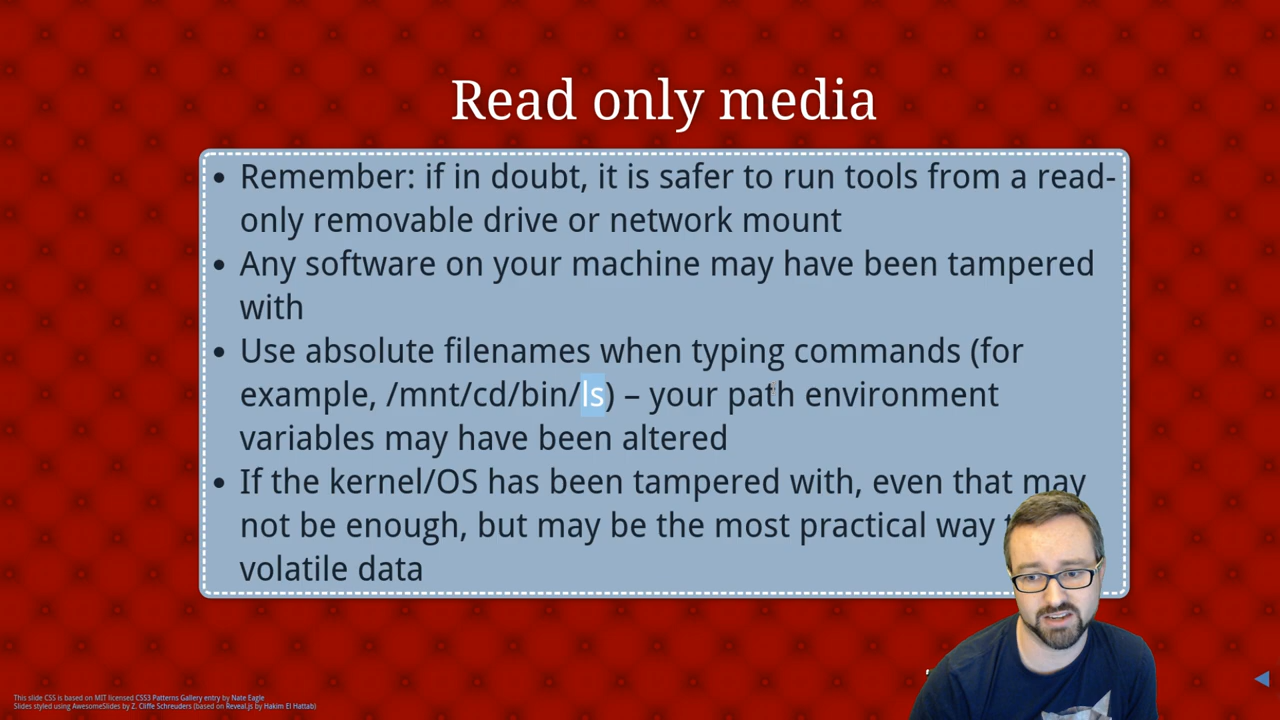 Read only media
• Remember: if in doubt, it is safer to run tools from a read-
only removable drive or network mount
• Any software on your machine may have been tampered
with
• Use absolute filenames when typing commands (for
example, /mnt/cd/bin/ls) – your path environment
variables may have been altered
• If the kernel/OS has been tampered with, even that may
not be enough, but may be the most practical way
volatile data
This slide CSS is based on MIT licensed CSS3 Patterns Gallery entry by Nate Eagle
Slides styled using AwesomeSlides by Z. Cliffe Schreuders (based on Reveal.js by Hakim El Hattab)